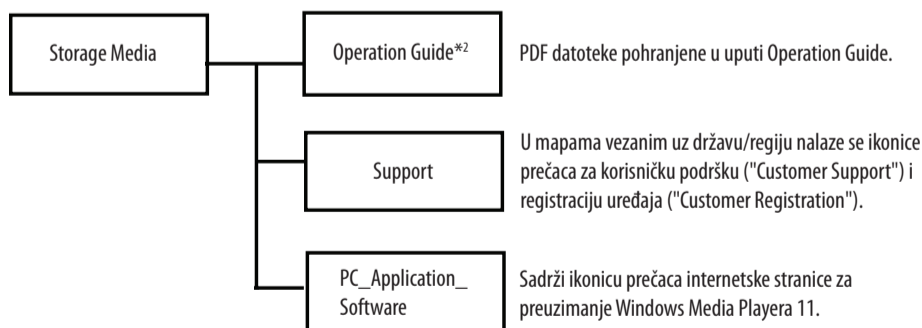 Storage Media
Operation Guide*2
PDF datoteke pohranjene u uputi Operation Guide.
Support
U mapama vezanim uz državu/regiju nalaze se ikonice
prečaca za korisničku podršku ("Customer Support") i
registraciju uređaja ("Customer Registration").
PC_Application_
Software
Sadrži ikonicu prečaca internetske stranice za
preuzimanje Windows Media Playera 11.